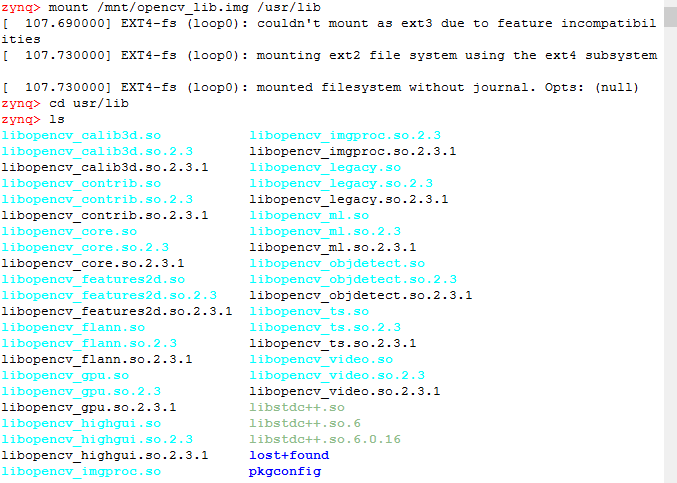 zynq> mount /mnt/opencv_lib.img /usr/lib
[  107.690000] EXT4-fs (loop0): couldn't mount as ext3 due to feature incompatibil
ities
[  107.730000] EXT4-fs (loop0): mounting ext2 file system using the ext4 subsystem
[  107.730000] EXT4-fs (loop0): mounted filesystem without journal. Opts: (null)
zynq> cd usr/lib
zynq> ls
libopencv_calib3d.so           libopencv_imgproc.so.2.3
libopencv_calib3d.so.2.3       libopencv_imgproc.so.2.3.1
libopencv_calib3d.so.2.3.1     libopencv_legacy.so
libopencv_contrib.so           libopencv_legacy.so.2.3
libopencv_contrib.so.2.3       libopencv_legacy.so.2.3.1
libopencv_contrib.so.2.3.1     libopencv_ml.so
libopencv_core.so              libopencv_ml.so.2.3
libopencv_core.so.2.3          libopencv_ml.so.2.3.1
libopencv_core.so.2.3.1        libopencv_objdetect.so
libopencv_features2d.so        libopencv_objdetect.so.2.3
libopencv_features2d.so.2.3    libopencv_objdetect.so.2.3.1
libopencv_features2d.so.2.3.1  libopencv_ts.so
libopencv_flann.so             libopencv_ts.so.2.3
libopencv_flann.so.2.3         libopencv_ts.so.2.3.1
libopencv_flann.so.2.3.1       libopencv_video.so
libopencv_gpu.so               libopencv_video.so.2.3
libopencv_gpu.so.2.3           libopencv_video.so.2.3.1
libopencv_gpu.so.2.3.1         libstdc++.so
libopencv_highgui.so           libstdc++.so.6
libopencv_highgui.so.2.3       libstdc++.so.6.0.16
libopencv_highgui.so.2.3.1     lost+found
libopencv_imgproc.so           pkgconfig